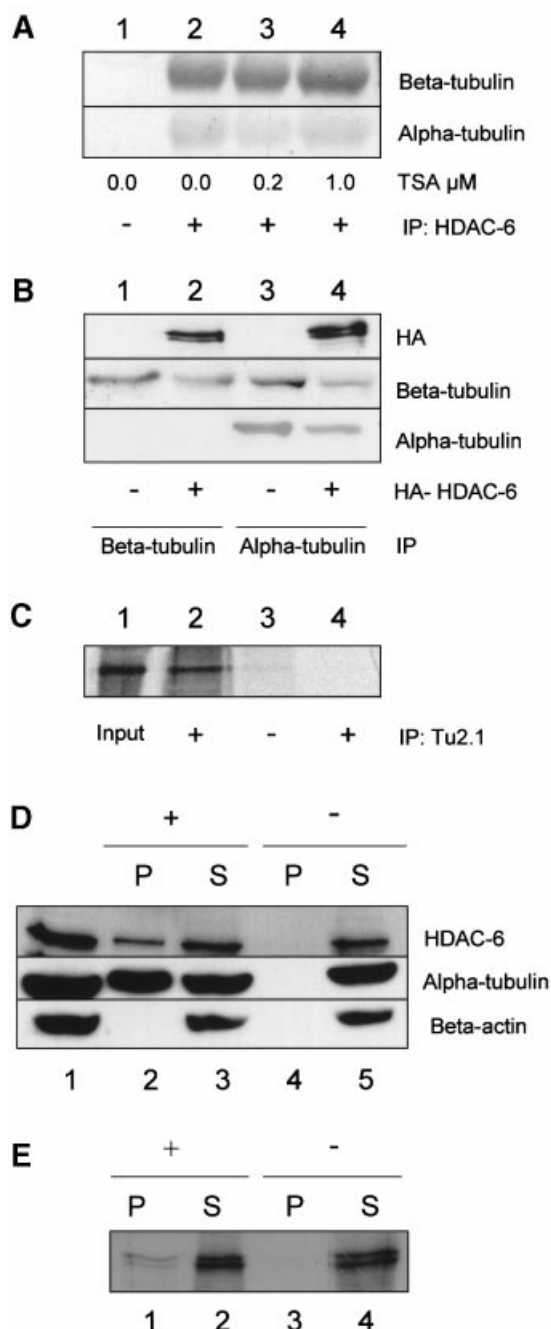 A 1 2 3 4
Beta-tubulin
Alpha-tubulin
0.0 0.0 0.2 1.0 TSA µM
- + + + IP: HDAC-6
B 1 2 3 4
HA
Beta-tubulin
Alpha-tubulin
- + - + HA- HDAC-6
Beta-tubulin Alpha-tubulin IP
C 1 2 3 4
Input + - + IP: Tu2.1
D + -
P S P S
HDAC-6
Alpha-tubulin
Beta-actin
1 2 3 4 5
E + -
P S P S
1 2 3 4